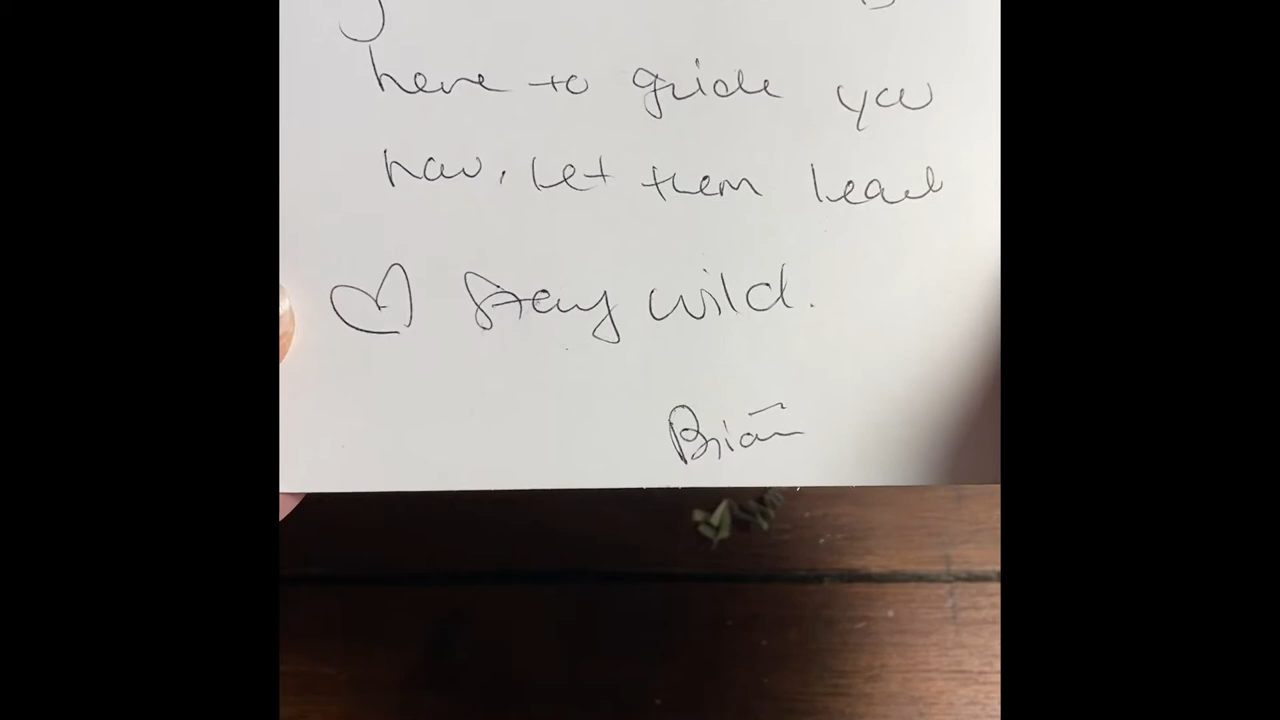 here to guide you
now, Let them lead
♡ Stay wild.
Brian